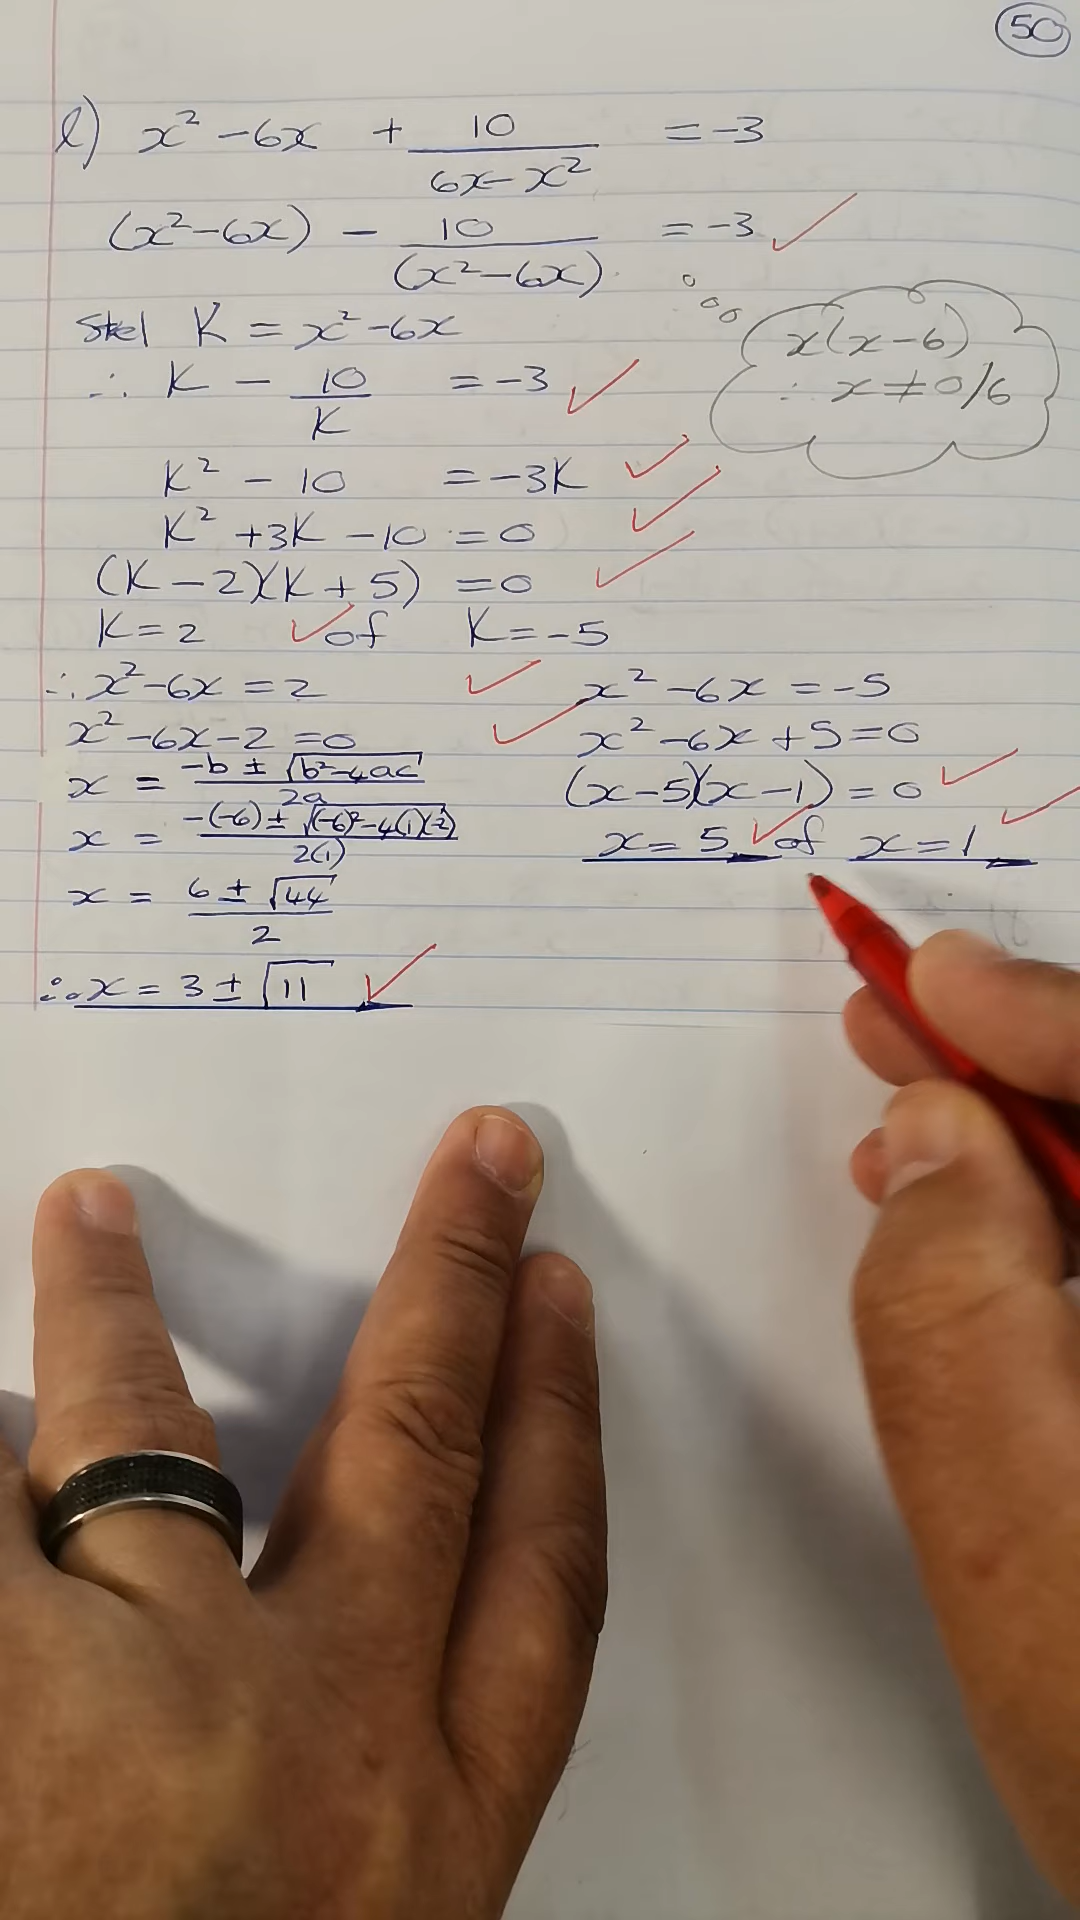 50
l) x² - 6x + 10/(6x - x²) = -3
(x² - 6x) - 10/(x² - 6x) = -3
Stel K = x² - 6x
x(x - 6)
∴ x ≠ 0/6
∴ K - 10/K = -3
K² - 10 = -3K
K² + 3K - 10 = 0
(K - 2)(K + 5) = 0
K = 2 of K = -5
∴ x² - 6x = 2
x² - 6x - 2 = 0
x = (-b ± √(b² - 4ac))/2a
x = (-(-6) ± √((-6)² - 4(1)(-2)))/2(1)
x = (6 ± √44)/2
∴ x = 3 ± √11
x² - 6x = -5
x² - 6x + 5 = 0
(x - 5)(x - 1) = 0
x = 5 of x = 1